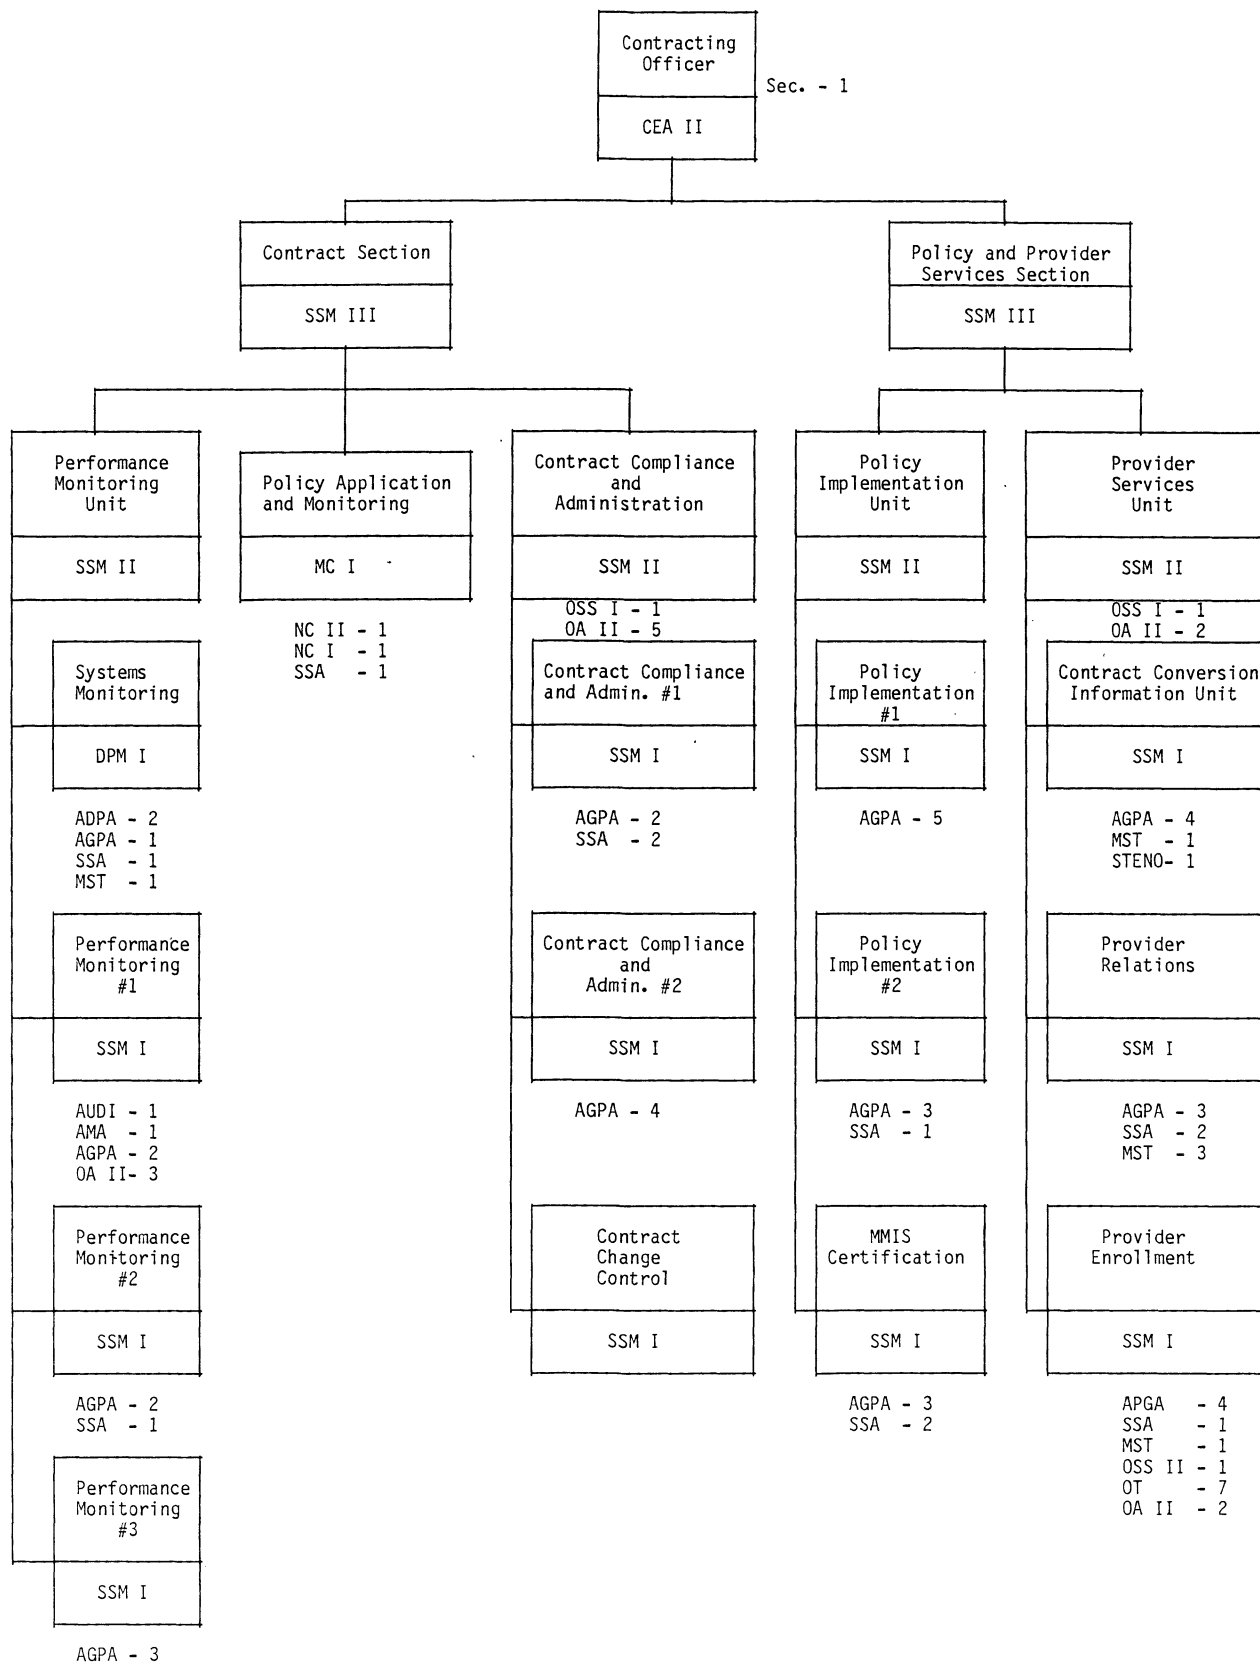 Contracting
Officer
Sec. - 1
CEA II
Contract Section
SSM III
Policy and Provider
Services Section
SSM III
Performance
Monitoring
Unit
SSM II
Systems
Monitoring
DPM I
ADPA - 2
AGPA - 1
SSA - 1
MST - 1
Performance
Monitoring
#1
SSM I
AUDI - 1
AMA - 1
AGPA - 2
OA II- 3
Performance
Monitoring
#2
SSM I
AGPA - 2
SSA - 1
Performance
Monitoring
#3
SSM I
AGPA - 3
Policy Application
and Monitoring
MC I
NC II - 1
NC I - 1
SSA - 1
Contract Compliance
and
Administration
SSM II
OSS I - 1
OA II - 5
Contract Compliance
and Admin. #1
SSM I
AGPA - 2
SSA - 2
Contract Compliance
and
Admin. #2
SSM I
AGPA - 4
Contract
Change
Control
SSM I
Policy
Implementation
Unit
SSM II
Policy
Implementation
#1
SSM I
AGPA - 5
Policy
Implementation
#2
SSM I
AGPA - 3
SSA - 1
MMIS
Certification
SSM I
AGPA - 3
SSA - 2
Provider
Services
Unit
SSM II
OSS I - 1
OA II - 2
Contract Conversion
Information Unit
SSM I
AGPA - 4
MST - 1
STENO- 1
Provider
Relations
SSM I
AGPA - 3
SSA - 2
MST - 3
Provider
Enrollment
SSM I
APGA - 4
SSA - 1
MST - 1
OSS II - 1
OT - 7
OA II - 2